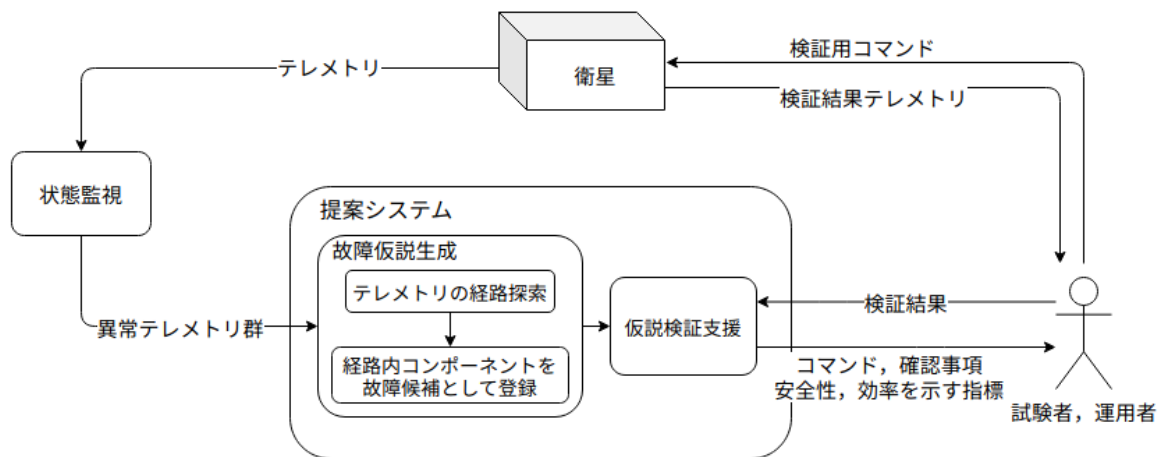 検証用コマンド
テレメトリ
衛星
検証結果テレメトリ
状態監視
提案システム
故障仮説生成
テレメトリの経路探索
異常テレメトリ群
仮説検証支援
検証結果
経路内コンポーネントを
故障候補として登録
コマンド，確認事項
安全性，効率を示す指標
試験者，運用者